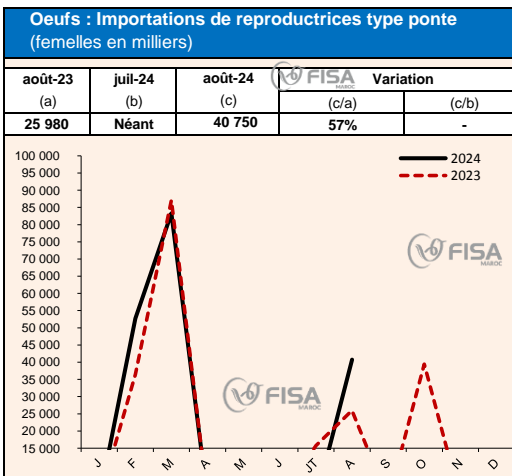 Oeufs : Importations de reproductrices type ponte
(femelles en milliers)
août-23 juil-24 août-24 FISA MAROC Variation
(a) (b) (c) (c/a) (c/b)
25 980 Néant 40 750 57% -
100 000
95 000
90 000
85 000
80 000
75 000
70 000
65 000
60 000
55 000
50 000
45 000
40 000
35 000
30 000
25 000
20 000
15 000
2024
2023
FISA
MAROC
FISA
MAROC
J F M A M J JT A S O N D